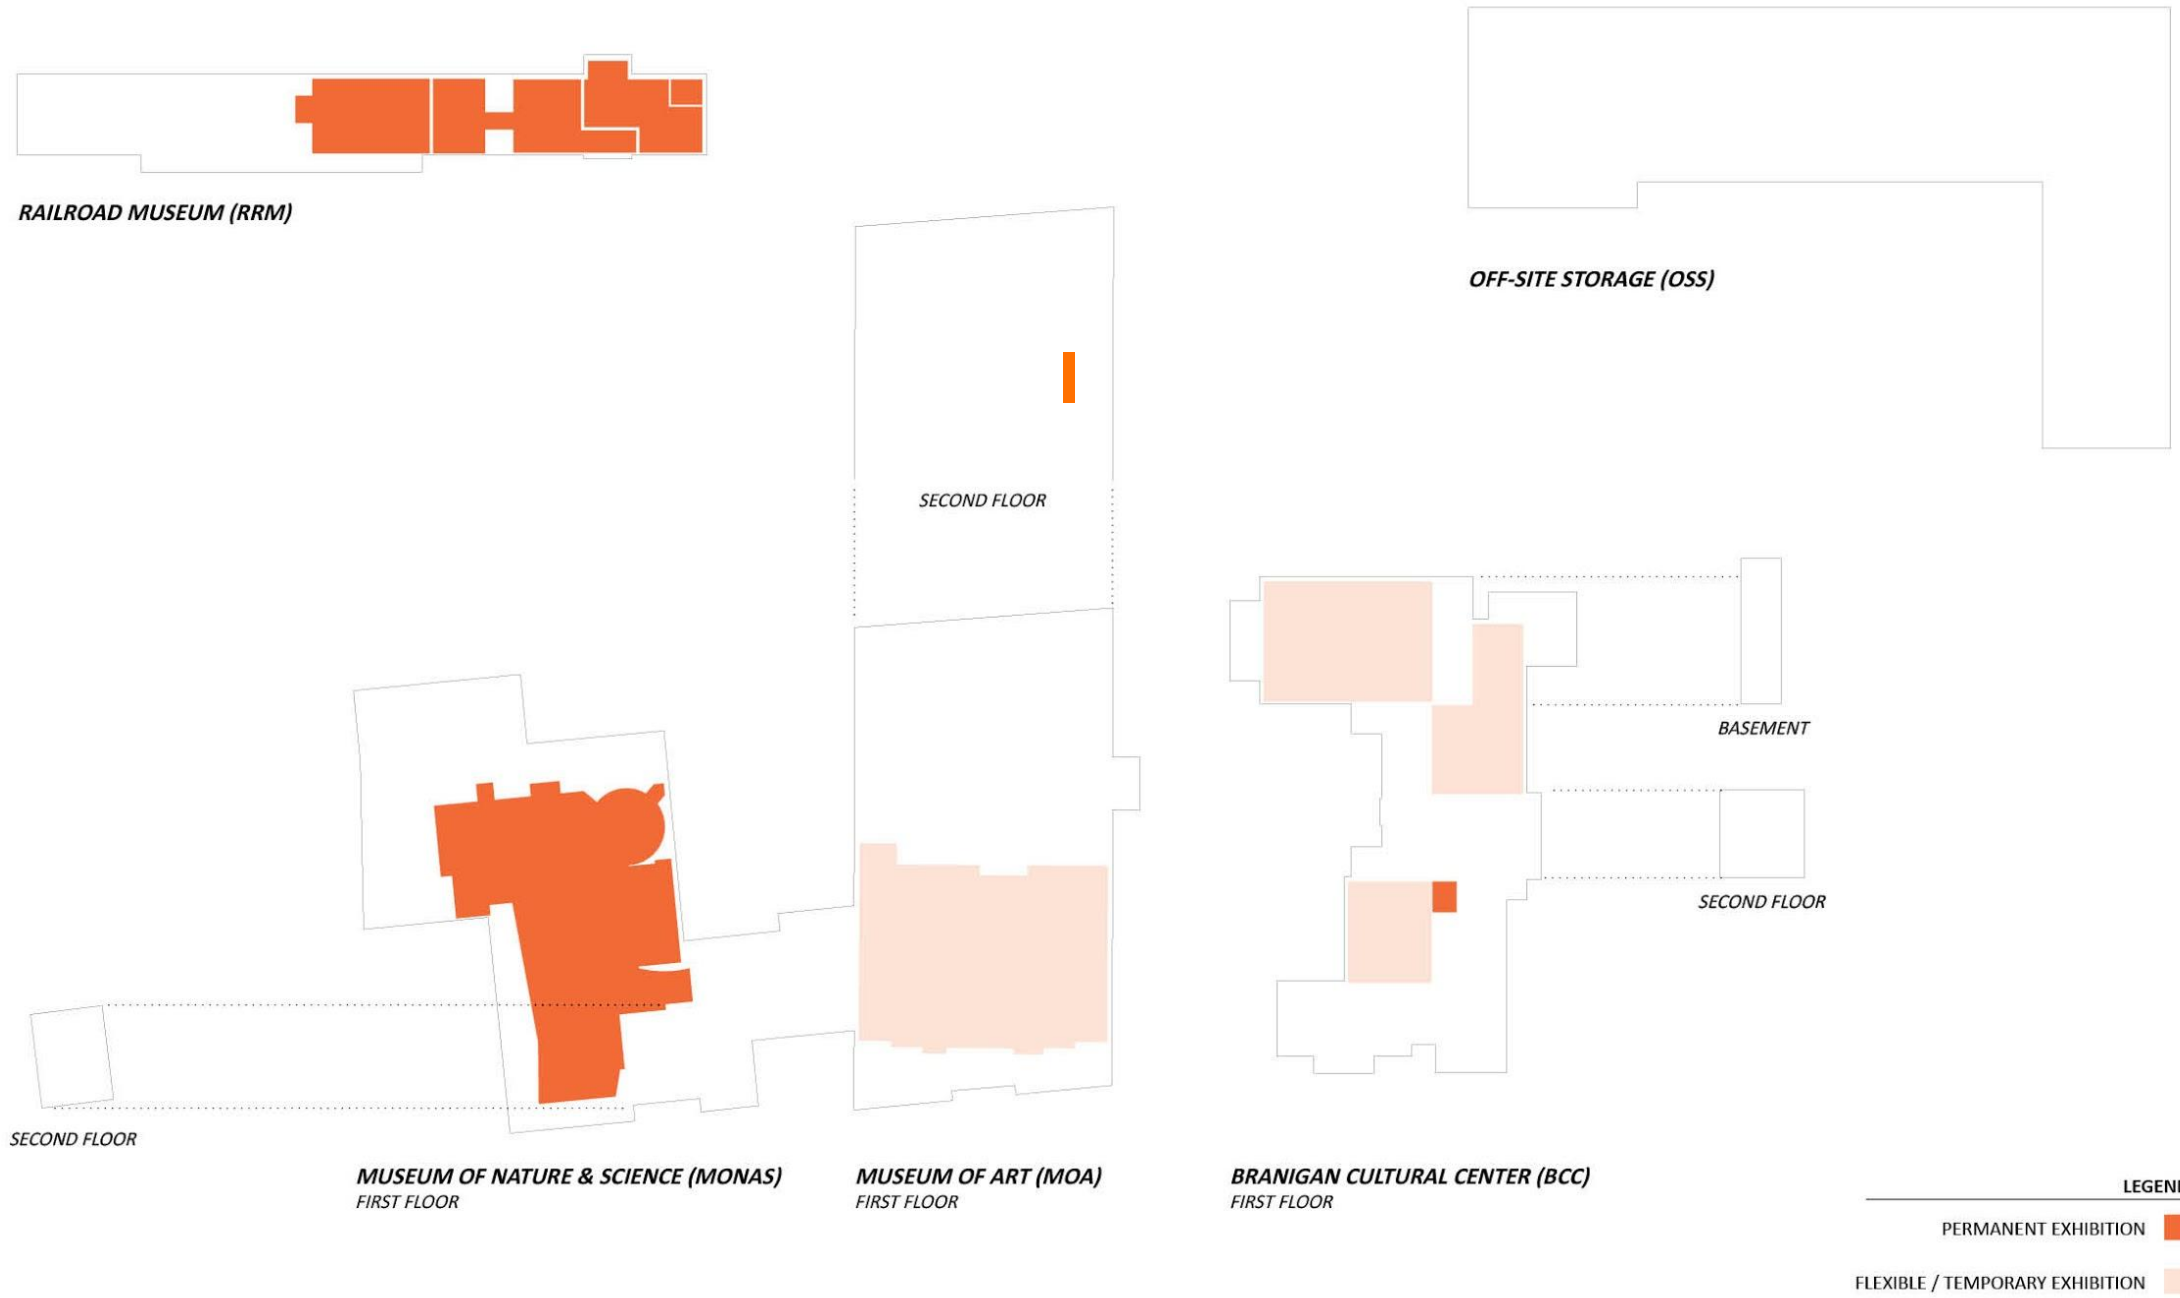 RAILROAD MUSEUM (RRM)
OFF-SITE STORAGE (OSS)
SECOND FLOOR
BASEMENT
SECOND FLOOR
SECOND FLOOR
MUSEUM OF NATURE & SCIENCE (MONAS)
FIRST FLOOR
MUSEUM OF ART (MOA)
FIRST FLOOR
BRANIGAN CULTURAL CENTER (BCC)
FIRST FLOOR
LEGEN
PERMANENT EXHIBITION
FLEXIBLE / TEMPORARY EXHIBITION